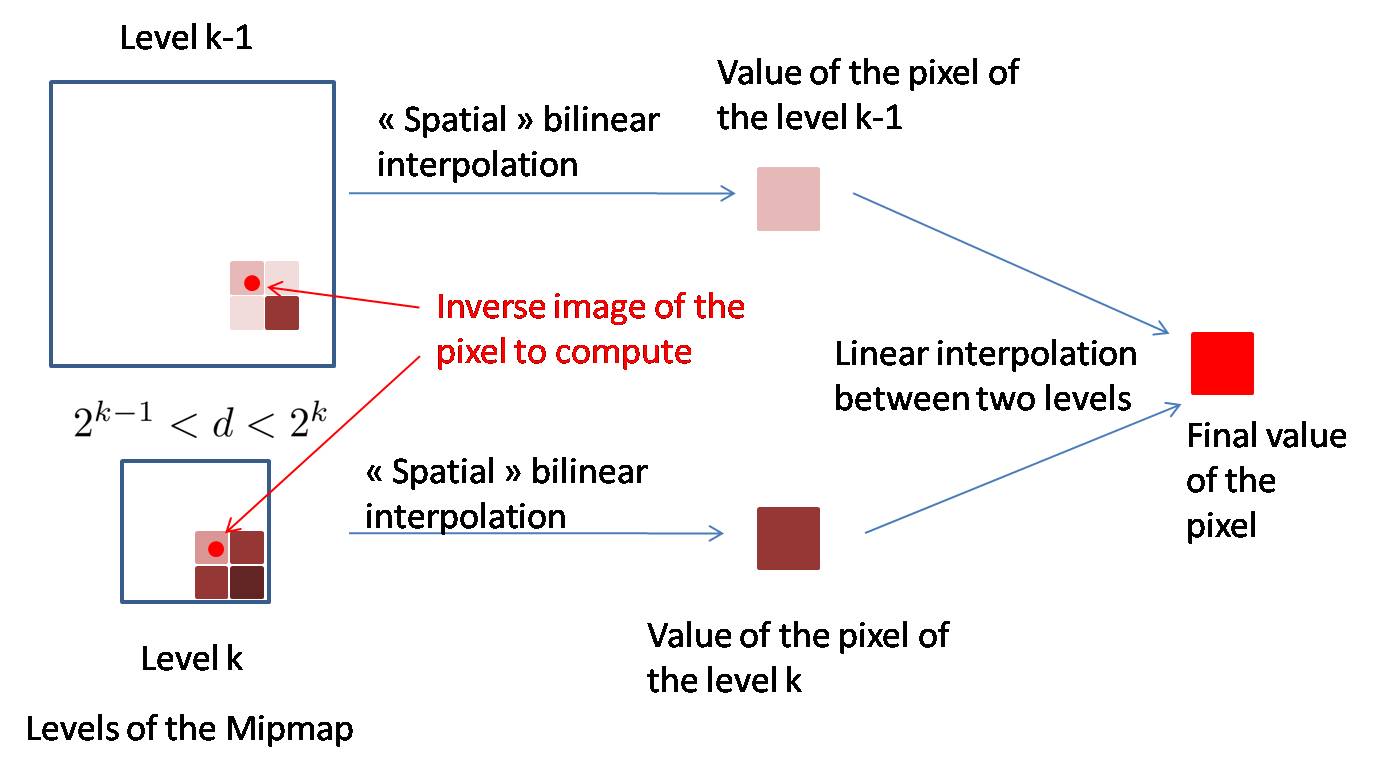 Level k-1
« Spatial » bilinear
interpolation
Value of the pixel of
the level k-1
Inverse image of the
pixel to compute
Linear interpolation
between two levels
Final value
of the
pixel
2^{k-1} < d < 2^k
« Spatial » bilinear
interpolation
Value of the pixel of
the level k
Level k
Levels of the Mipmap